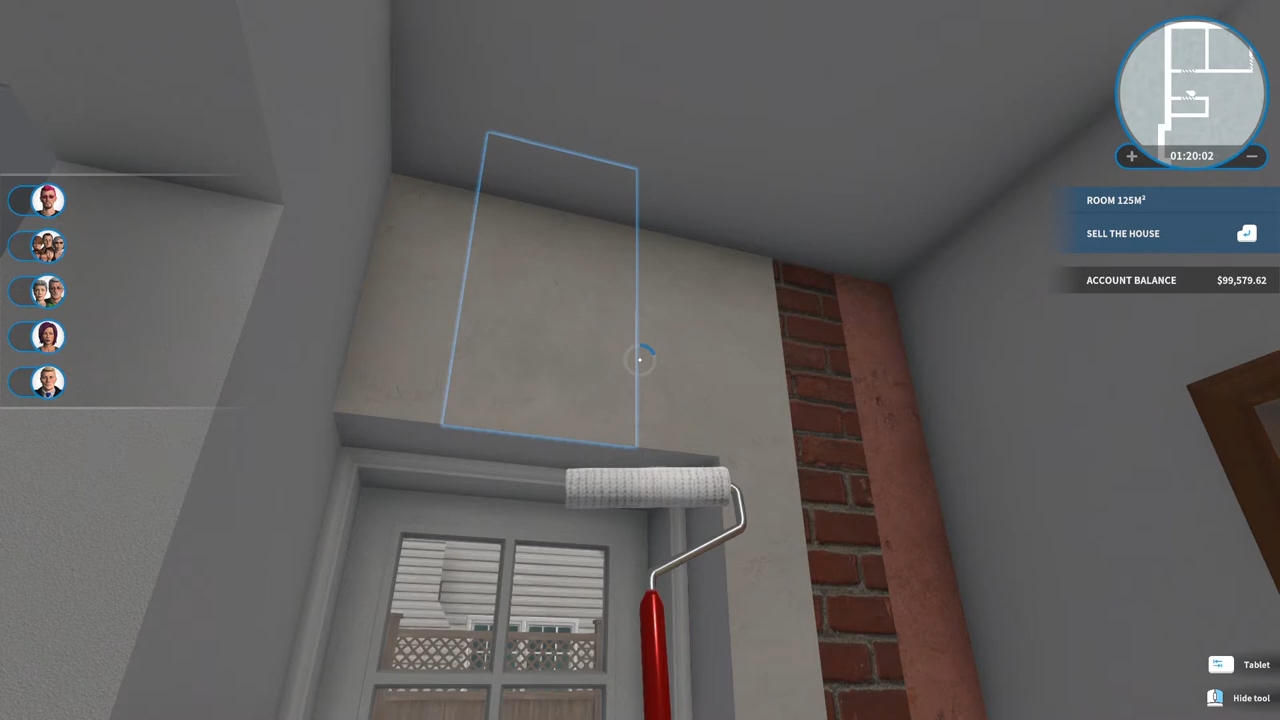 01:20:02
ROOM 125M²
SELL THE HOUSE
ACCOUNT BALANCE $99,579.62
Tablet
Hide tool